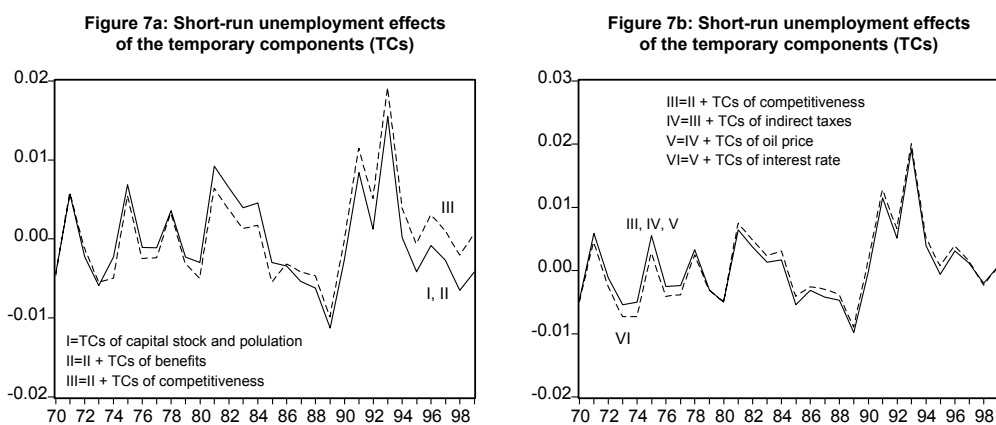 Figure 7a: Short-run unemployment effects
of the temporary components (TCs)
0.02
0.01
0.00
-0.01
-0.02
III
I, II
I=TCs of capital stock and polulation
II=II + TCs of benefits
III=II + TCs of competitiveness
70 72 74 76 78 80 82 84 86 88 90 92 94 96 98
Figure 7b: Short-run unemployment effects
of the temporary components (TCs)
0.03
0.02
0.01
0.00
-0.01
-0.02
III=II + TCs of competitiveness
IV=III + TCs of indirect taxes
V=IV + TCs of oil price
VI=V + TCs of interest rate
III, IV, V
VI
70 72 74 76 78 80 82 84 86 88 90 92 94 96 98